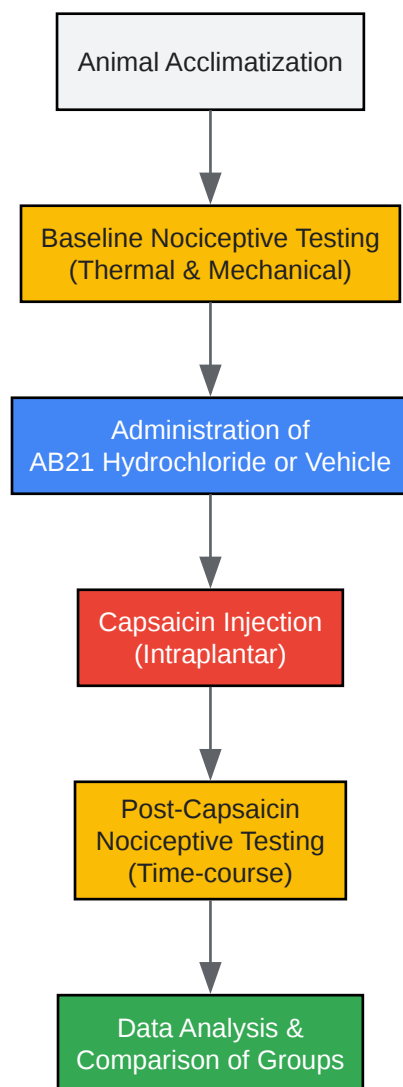 Animal Acclimatization
Baseline Nociceptive Testing
(Thermal & Mechanical)
Administration of
AB21 Hydrochloride or Vehicle
Capsaicin Injection
(Intraplantar)
Post-Capsaicin
Nociceptive Testing
(Time-course)
Data Analysis &
Comparison of Groups